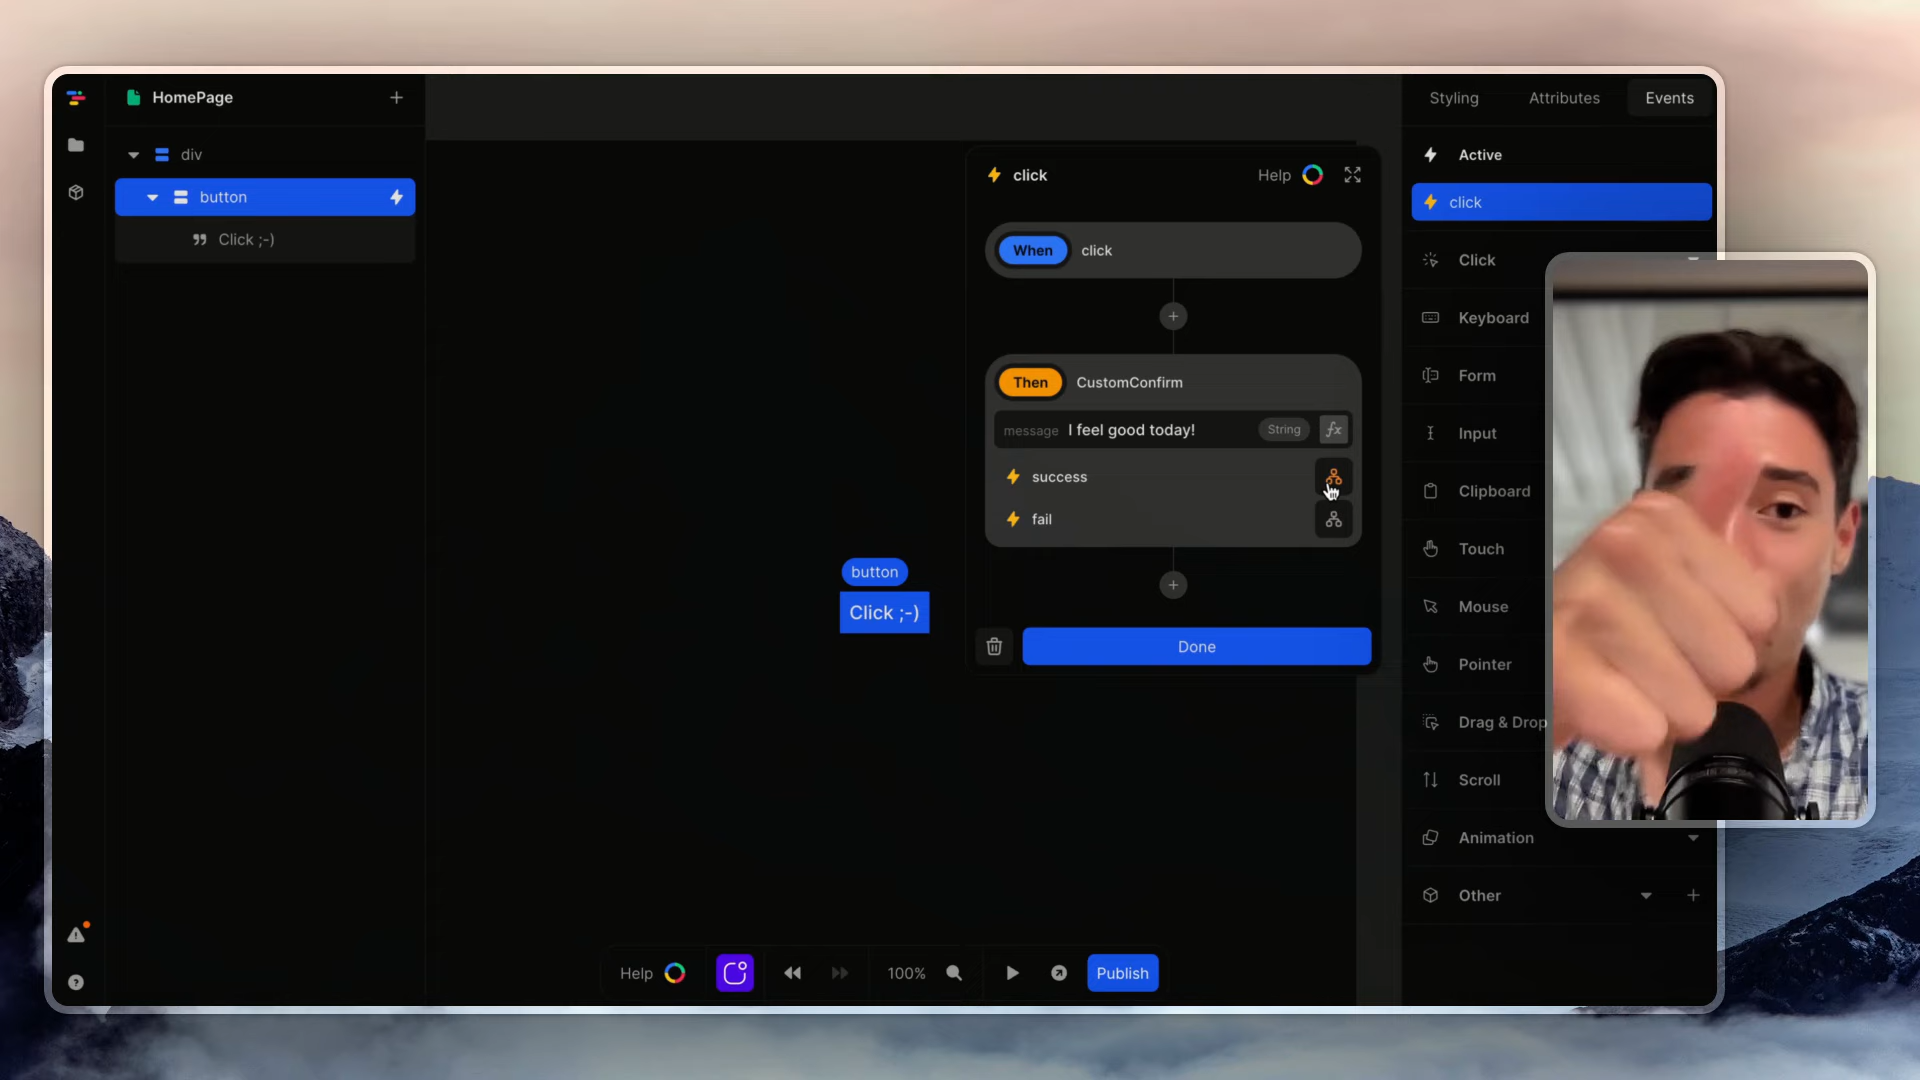 HomePage
div
button
Click ;-)
button
Click ;-)
click
Help
When
click
Then
CustomConfirm
message
I feel good today!
String
fx
success
fail
Done
Help
100%
Publish
Styling
Attributes
Events
Active
click
Click
Keyboard
Form
Input
Clipboard
Touch
Mouse
Pointer
Drag & Drop
Scroll
Animation
Other